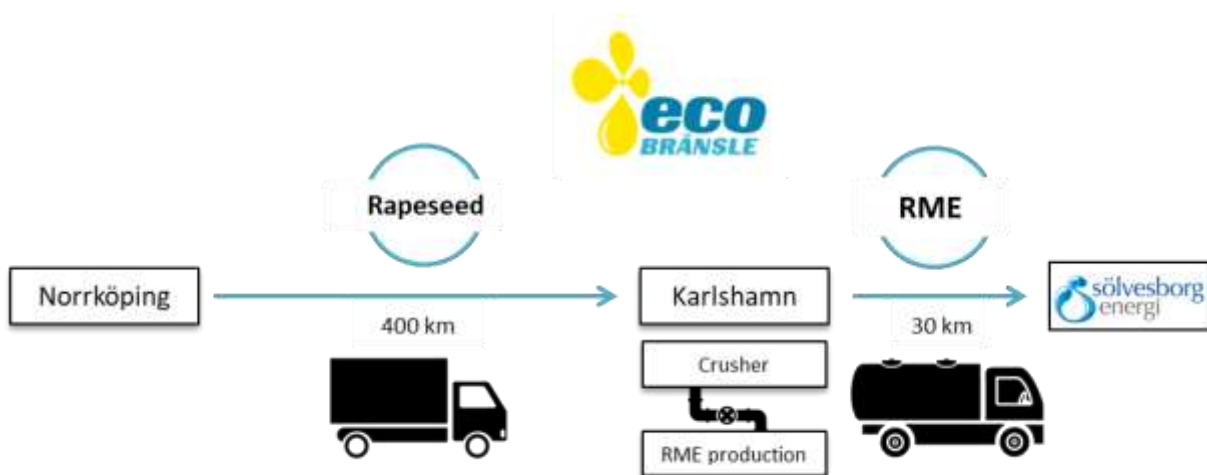 eco
BRÄNSLE
Rapeseed
RME
Norrköping
Karlshamn
sölvesborg
energi
400 km
30 km
Crusher
RME production